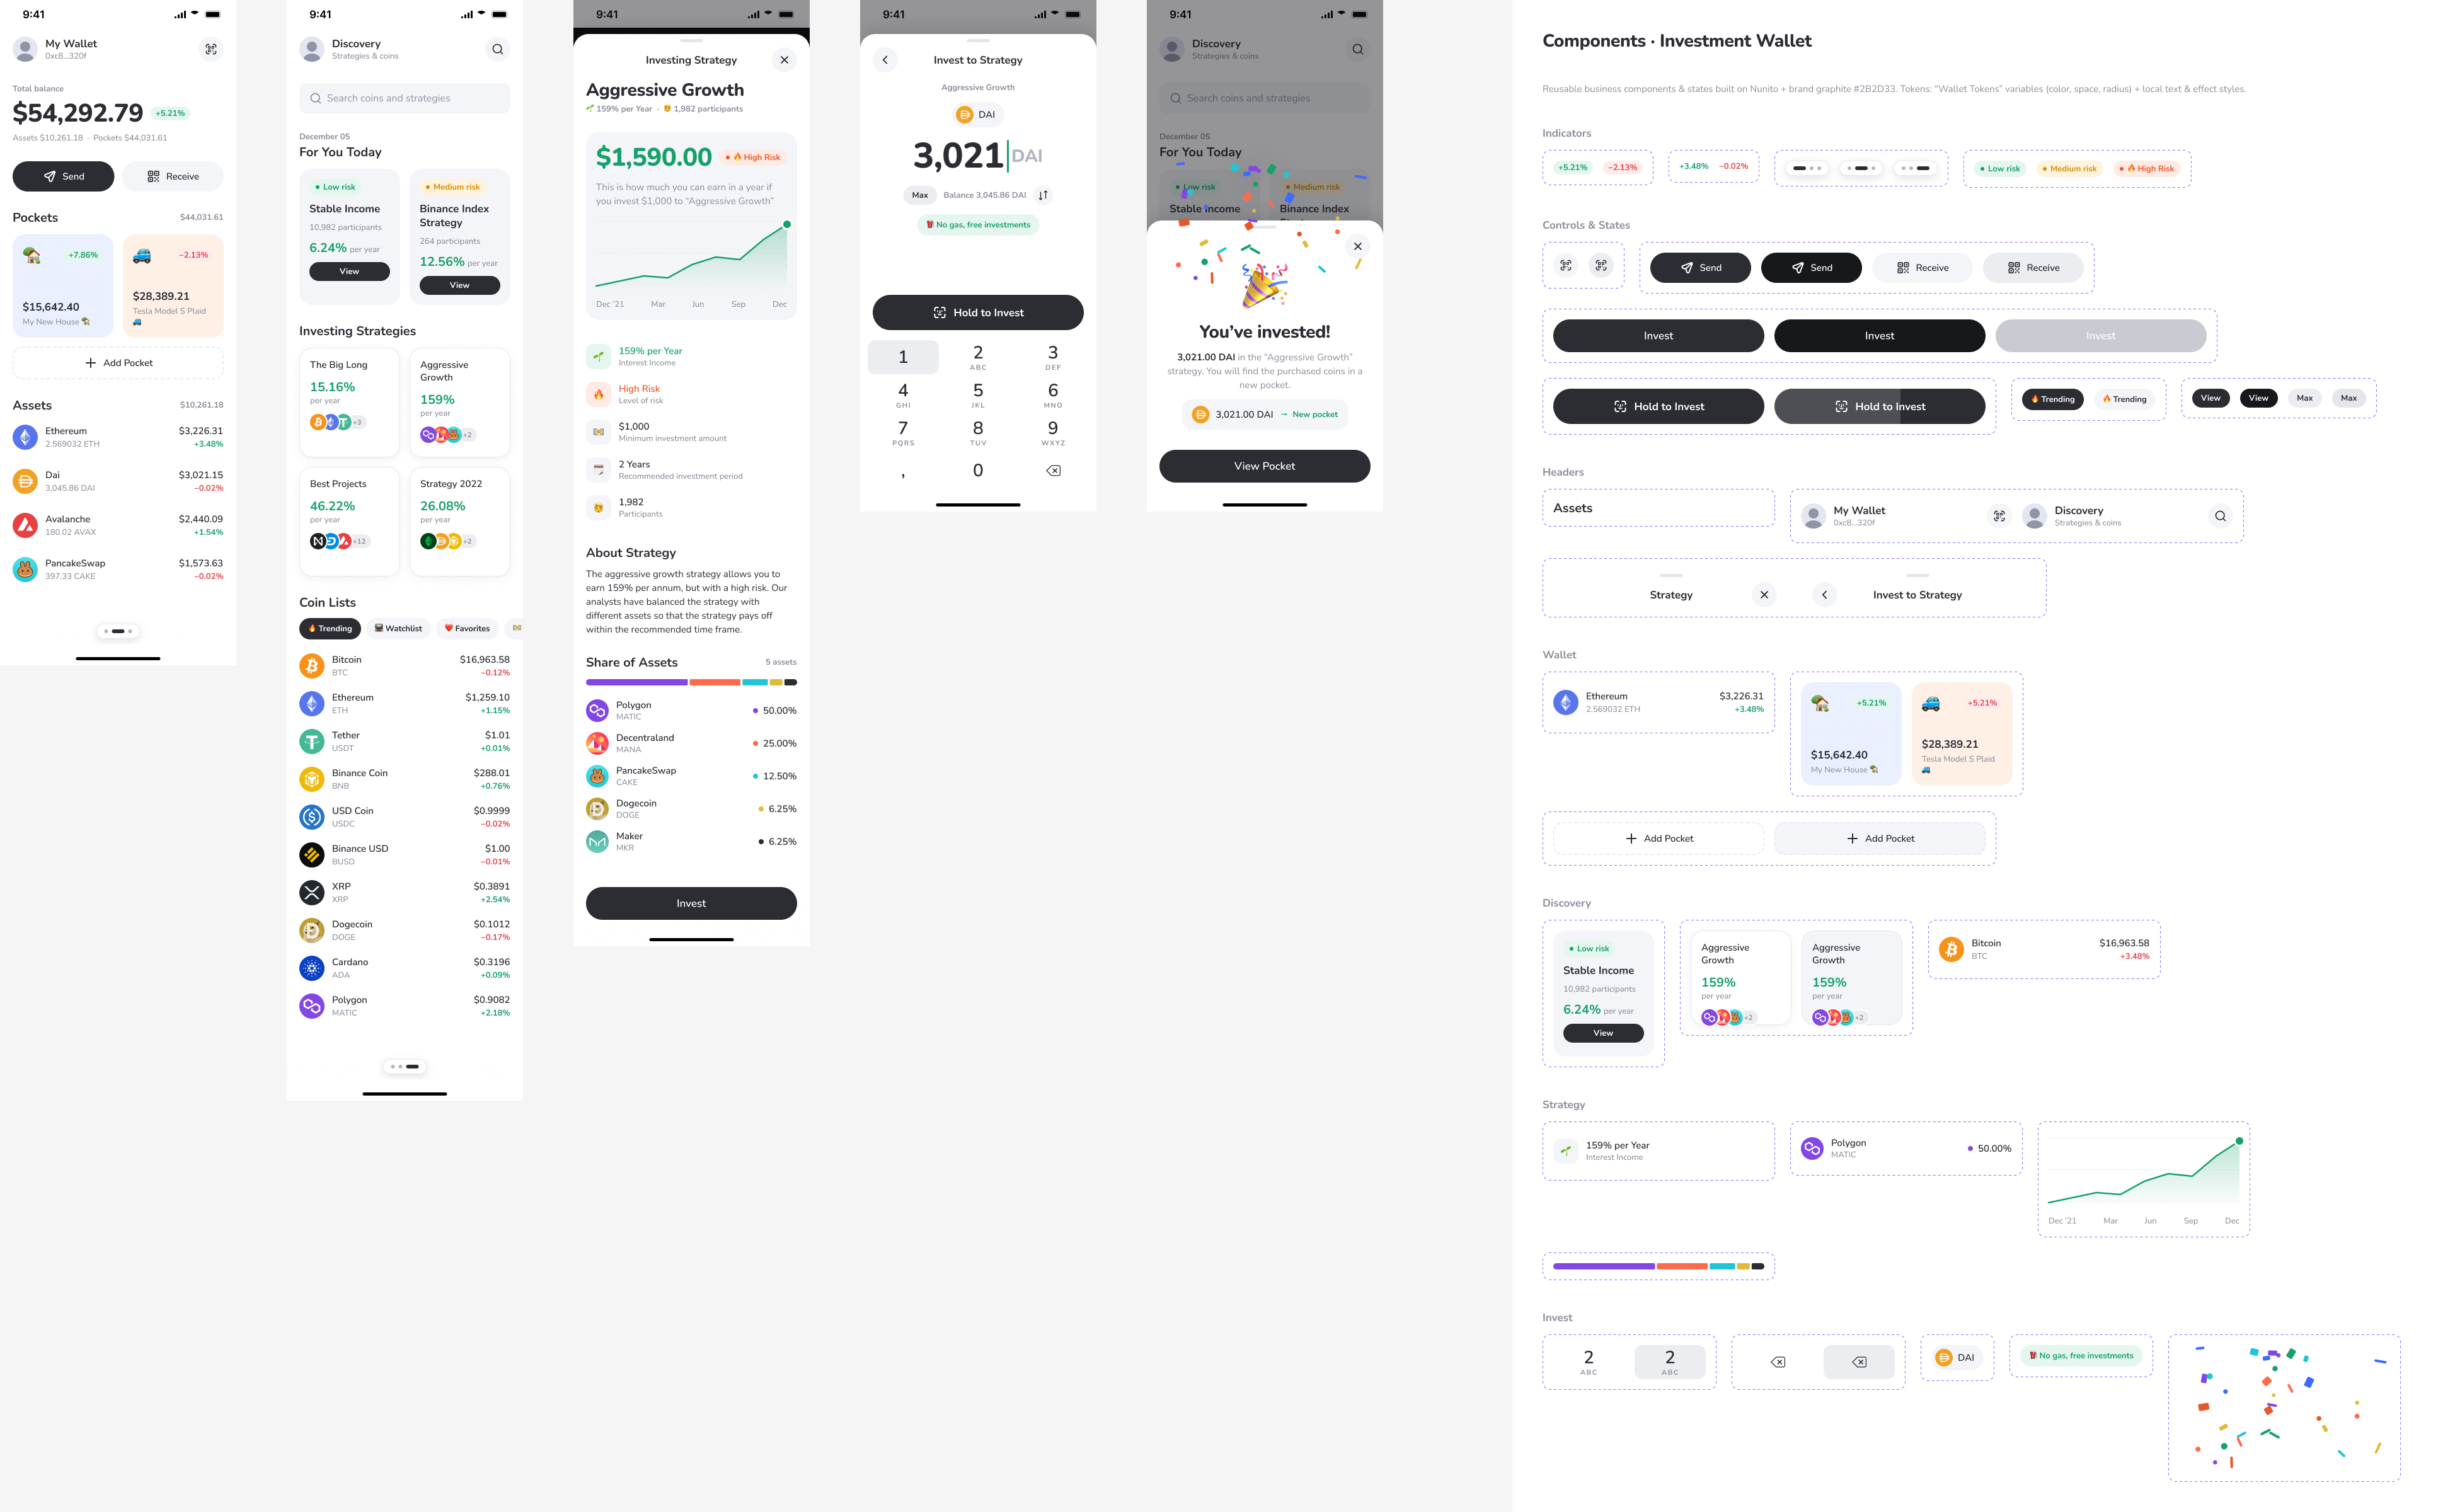 9:41
My Wallet
0xc8...320f
Total balance
$54,292.79 +5.21%
Assets $10,261.18 · Pockets $44,031.61
Send Receive
Pockets $44,031.61
+7.86% −2.13%
$15,642.40
My New House
$28,389.21
Tesla Model S Plaid
Add Pocket
Assets $10,261.18
Ethereum $3,226.31
2.569032 ETH +3.48%
Dai $3,021.15
3,045.86 DAI −0.02%
Avalanche $2,440.09
180.02 AVAX +1.54%
PancakeSwap $1,573.63
397.33 CAKE −0.02%
9:41
Discovery
Strategies & coins
Search coins and strategies
December 05
For You Today
Low risk
Stable Income
10,982 participants
6.24% per year
View
Medium risk
Binance Index
Strategy
264 participants
12.56% per year
View
Investing Strategies
The Big Long
15.16%
per year
+3
Aggressive
Growth
159%
per year
+2
Best Projects
46.22%
per year
+12
Strategy 2022
26.08%
per year
+2
Coin Lists
Trending Watchlist Favorites
Bitcoin $16,963.58
BTC −0.12%
Ethereum $1,259.10
ETH +1.15%
Tether $1.01
USDT +0.01%
Binance Coin $288.01
BNB +0.76%
USD Coin $0.9999
USDC −0.02%
Binance USD $1.00
BUSD −0.01%
XRP $0.3891
XRP +2.54%
Dogecoin $0.1012
DOGE −0.17%
Cardano $0.3196
ADA +0.09%
Polygon $0.9082
MATIC +2.18%
9:41
Investing Strategy
Aggressive Growth
159% per Year · 1,982 participants
$1,590.00 High Risk
This is how much you can earn in a year if
you invest $1,000 to “Aggressive Growth”
Dec ’21 Mar Jun Sep Dec
159% per Year
Interest Income
High Risk
Level of risk
$1,000
Minimum investment amount
2 Years
Recommended investment period
1,982
Participants
About Strategy
The aggressive growth strategy allows you to
earn 159% per annum, but with a high risk. Our
analysts have balanced the strategy with
different assets so that the strategy pays off
within the recommended time frame.
Share of Assets 5 assets
Polygon 50.00%
MATIC
Decentraland 25.00%
MANA
PancakeSwap 12.50%
CAKE
Dogecoin 6.25%
DOGE
Maker 6.25%
MKR
Invest
9:41
Invest to Strategy
Aggressive Growth
DAI
3,021 DAI
Max Balance 3,045.86 DAI
No gas, free investments
Hold to Invest
1 2 3
ABC DEF
4 5 6
GHI JKL MNO
7 8 9
PQRS TUV WXYZ
, 0
9:41
Discovery
Strategies & coins
Search coins and strategies
December 05
For You Today
Low risk Medium risk
Stable Income Binance Index
You’ve invested!
3,021.00 DAI in the “Aggressive Growth”
strategy. You will find the purchased coins in a
new pocket.
3,021.00 DAI → New pocket
View Pocket
Components · Investment Wallet
Reusable business components & states built on Nunito + brand graphite #2B2D33. Tokens: “Wallet Tokens” variables (color, space, radius) + local text & effect styles.
Indicators
+5.21% −2.13% +3.48% −0.02% Low risk Medium risk High Risk
Controls & States
Send Send Receive Receive
Invest Invest Invest
Hold to Invest Hold to Invest Trending Trending View View Max Max
Headers
Assets
My Wallet
0xc8...320f
Discovery
Strategies & coins
Strategy Invest to Strategy
Wallet
Ethereum $3,226.31
2.569032 ETH +3.48%
+5.21% +5.21%
$15,642.40
My New House
$28,389.21
Tesla Model S Plaid
Add Pocket Add Pocket
Discovery
Low risk
Stable Income
10,982 participants
6.24% per year
View
Aggressive
Growth
159%
per year
+2
Aggressive
Growth
159%
per year
+2
Bitcoin $16,963.58
BTC +3.48%
Strategy
159% per Year
Interest Income
Polygon 50.00%
MATIC
Dec ’21 Mar Jun Sep Dec
Invest
2 2
ABC ABC
DAI
No gas, free investments